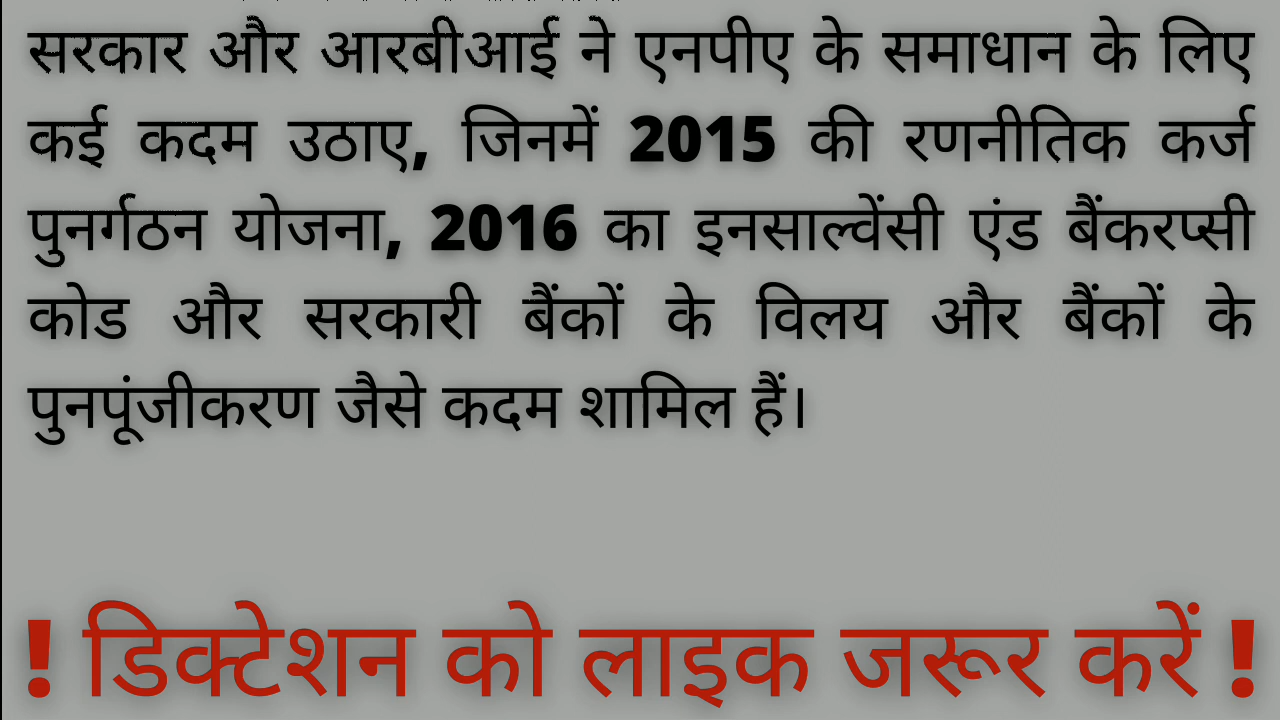 सरकार और आरबीआई ने एनपीए के समाधान के लिए
कई कदम उठाए, जिनमें 2015 की रणनीतिक कर्ज
पुनर्गठन योजना, 2016 का इनसाल्वेंसी एंड बैंकरप्सी
कोड और सरकारी बैंकों के विलय और बैंकों के
पुनपूंजीकरण जैसे कदम शामिल हैं।
! डिक्टेशन को लाइक जरूर करें !